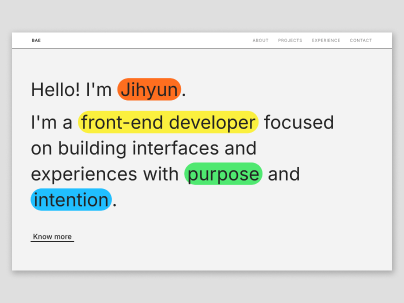 BAE
ABOUT PROJECTS EXPERIENCE CONTACT
Hello! I'm Jihyun.
I'm a front-end developer focused
on building interfaces and
experiences with purpose and
intention.
Know more